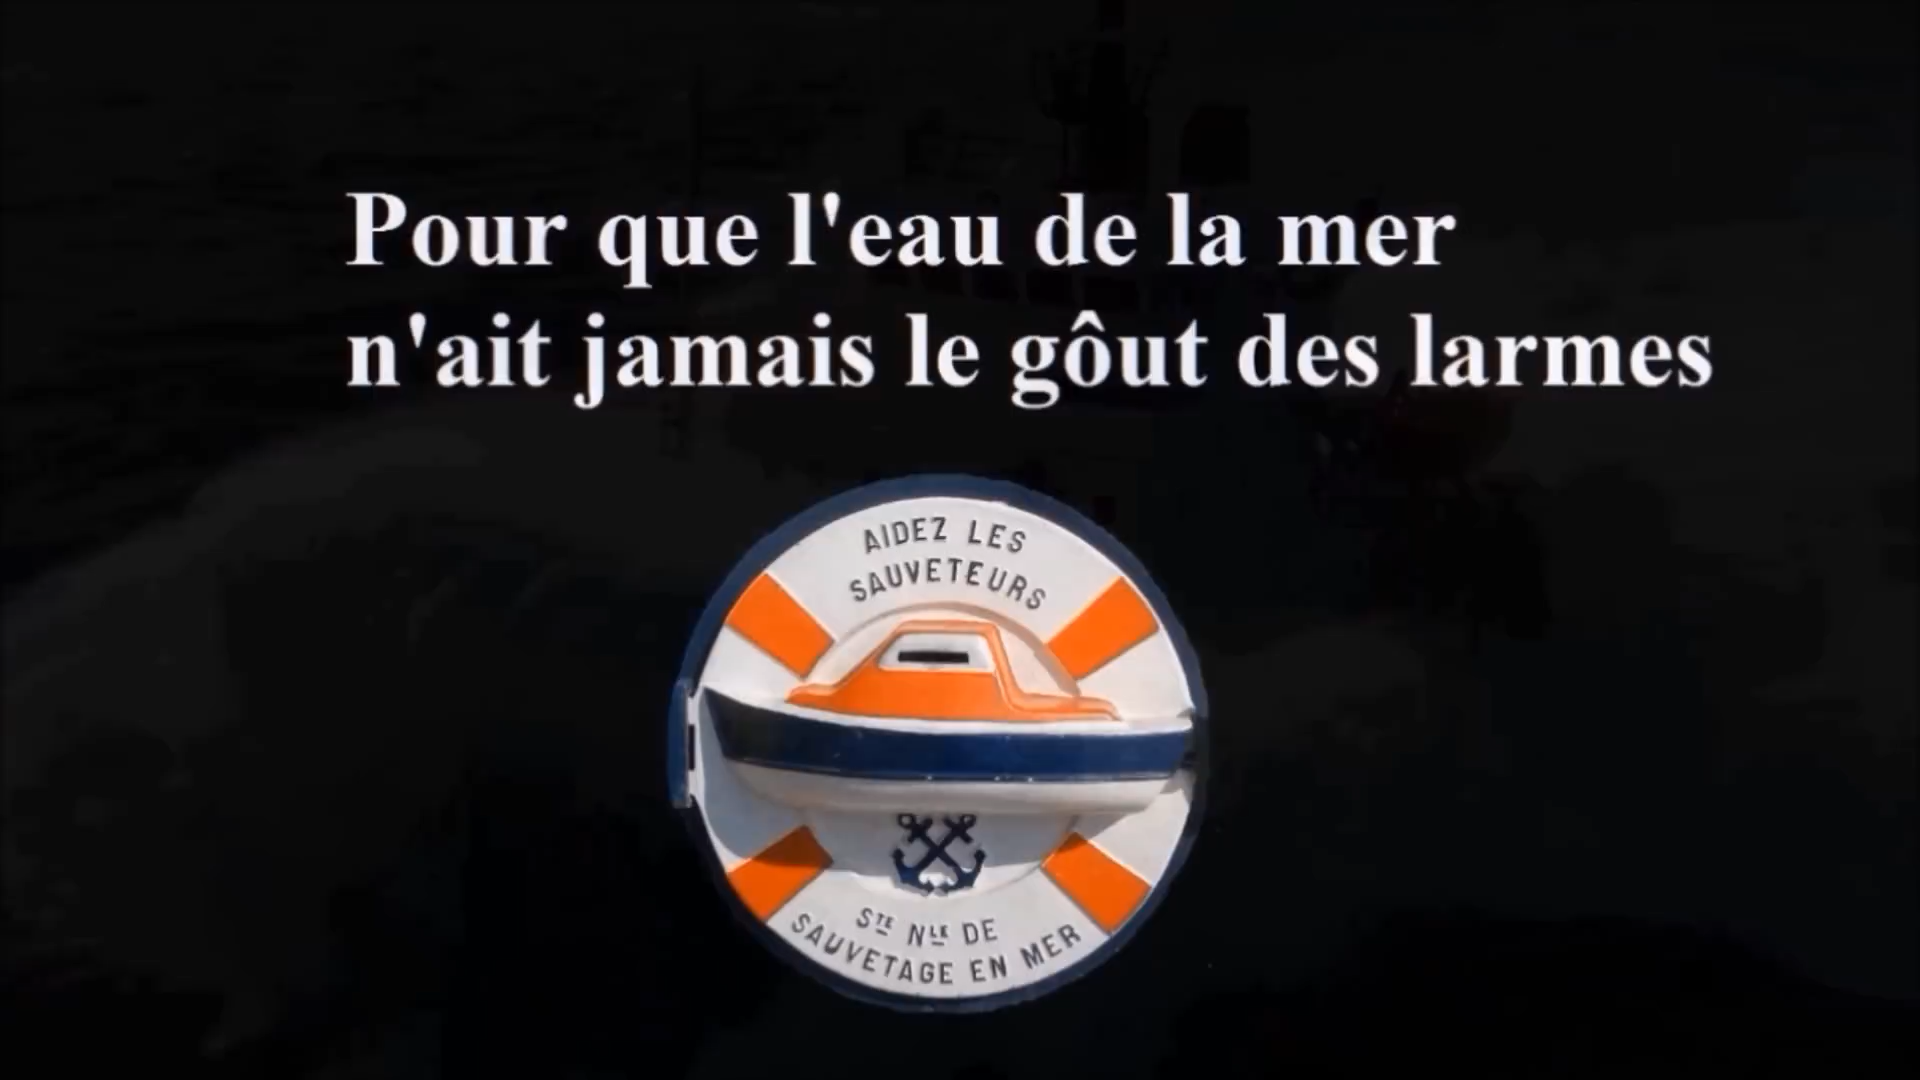 Pour que l'eau de la mer
n'ait jamais le gôut des larmes
AIDEZ LES
SAUVETEURS
STE NLE DE
SAUVETAGE EN MER